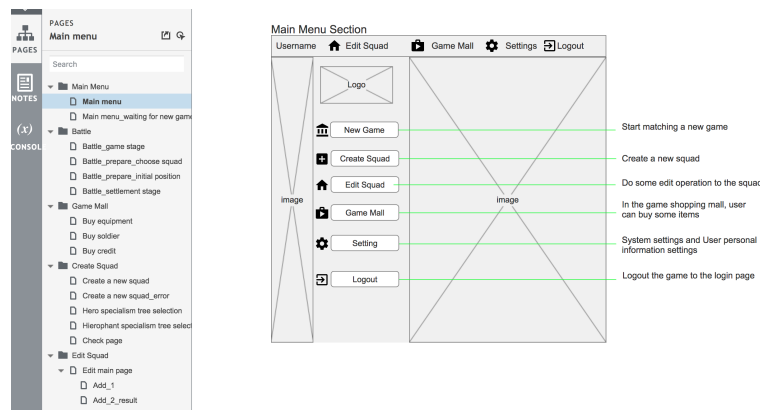 PAGES
Main menu
PAGES
Search
NOTES
(x)
CONSOL
Main Menu
Main menu
Main menu_waiting for new game
Battle
Battle_game stage
Battle_prepare_choose squad
Battle_prepare_initial position
Battle_settlement stage
Game Mall
Buy equipment
Buy soldier
Buy credit
Create Squad
Create a new squad
Create a new squad_error
Hero specialism tree selection
Hierophant specialism tree select
Check page
Edit Squad
Edit main page
Add_1
Add_2_result
Main Menu Section
Username Edit Squad Game Mall Settings Logout
Logo
New Game
Start matching a new game
Create Squad
Create a new squad
Edit Squad
Do some edit operation to the squad
image
image
Game Mall
In the game shopping mall, user
can buy some items
Setting
System settings and User personal
information settings
Logout
Logout the game to the login page